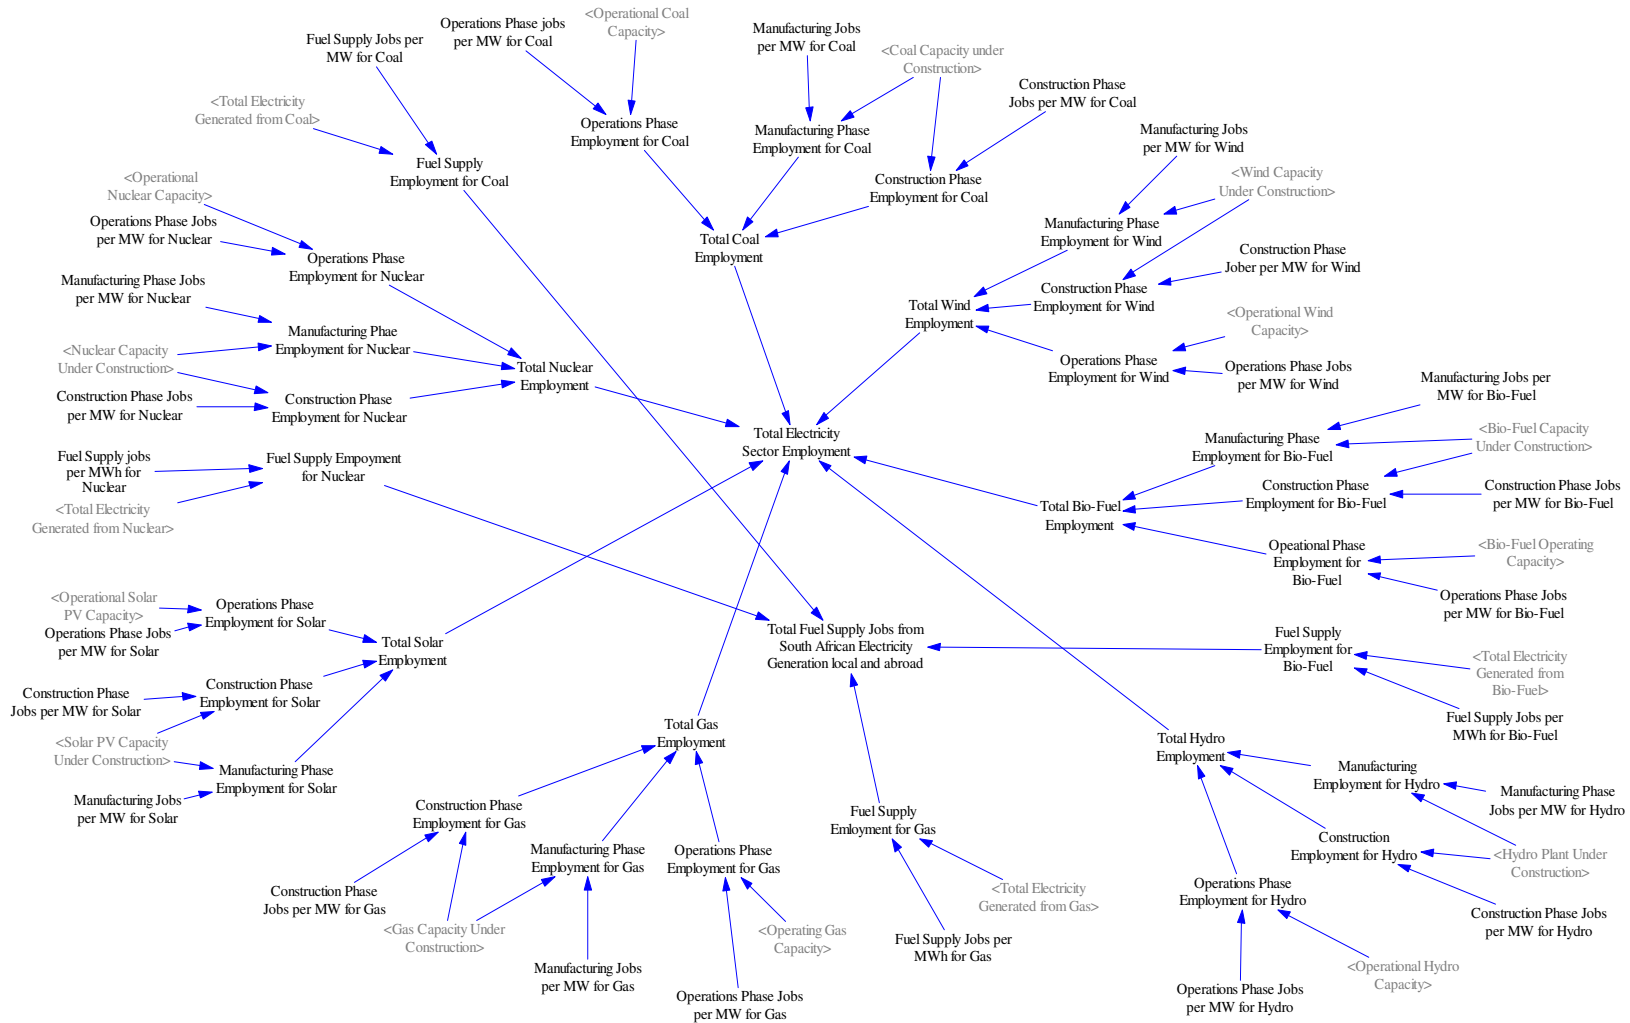 Operations Phase jobs
per MW for Coal
<Operational Coal
Capacity>
Manufacturing Jobs
per MW for Coal
<Coal Capacity under
Construction>
Fuel Supply Jobs per
MW for Coal
Construction Phase
Jobs per MW for Coal
<Total Electricity
Generated from Coal>
Operations Phase
Employment for Coal
Manufacturing Phase
Employment for Coal
Manufacturing Jobs
per MW for Wind
Fuel Supply
Employment for Coal
Construction Phase
Employment for Coal
<Wind Capacity
Under Construction>
<Operational
Nuclear Capacity>
Operations Phase Jobs
per MW for Nuclear
Manufacturing Phase
Employment for Wind
Total Coal
Employment
Operations Phase
Employment for Nuclear
Construction Phase
Jober per MW for Wind
Manufacturing Phase Jobs
per MW for Nuclear
Construction Phase
Employment for Wind
Total Wind
Employment
<Operational Wind
Capacity>
Manufacturing Phae
Employment for Nuclear
<Nuclear Capacity
Under Construction>
Total Nuclear
Employment
Operations Phase
Employment for Wind
Operations Phase Jobs
per MW for Wind
Construction Phase Jobs
per MW for Nuclear
Construction Phase
Employment for Nuclear
Manufacturing Jobs per
MW for Bio-Fuel
Total Electricity
Sector Employment
Manufacturing Phase
Employment for Bio-Fuel
<Bio-Fuel Capacity
Under Construction>
Fuel Supply jobs
per MWh for
Nuclear
Fuel Supply Empoyment
for Nuclear
Construction Phase
Employment for Bio-Fuel
Construction Phase Jobs
per MW for Bio-Fuel
<Total Electricity
Generated from Nuclear>
Total Bio-Fuel
Employment
Opeational Phase
Employment for
Bio-Fuel
<Bio-Fuel Operating
Capacity>
Operations Phase Jobs
per MW for Bio-Fuel
<Operational Solar
PV Capacity>
Operations Phase
Employment for Solar
Operations Phase Jobs
per MW for Solar
Total Solar
Employment
Total Fuel Supply Jobs from
South African Electricity
Generation local and abroad
Fuel Supply
Employment for
Bio-Fuel
<Total Electricity
Generated from
Bio-Fuel>
Construction Phase
Jobs per MW for Solar
Construction Phase
Employment for Solar
Fuel Supply Jobs per
MWh for Bio-Fuel
<Solar PV Capacity
Under Construction>
Total Gas
Employment
Total Hydro
Employment
Manufacturing Phase
Employment for Solar
Manufacturing
Employment for Hydro
Manufacturing Jobs
per MW for Solar
Construction Phase
Employment for Gas
Fuel Supply
Emloyment for Gas
Manufacturing Phase
Jobs per MW for Hydro
Manufacturing Phase
Employment for Gas
Operations Phase
Employment for Gas
Construction
Employment for Hydro
<Hydro Plant Under
Construction>
Construction Phase
Jobs per MW for Gas
<Total Electricity
Generated from Gas>
Operations Phase
Employment for Hydro
<Gas Capacity Under
Construction>
<Operating Gas
Capacity>
Fuel Supply Jobs per
MWh for Gas
Construction Phase Jobs
per MW for Hydro
Manufacturing Jobs
per MW for Gas
<Operational Hydro
Capacity>
Operations Phase Jobs
per MW for Gas
Operations Phase Jobs
per MW for Hydro